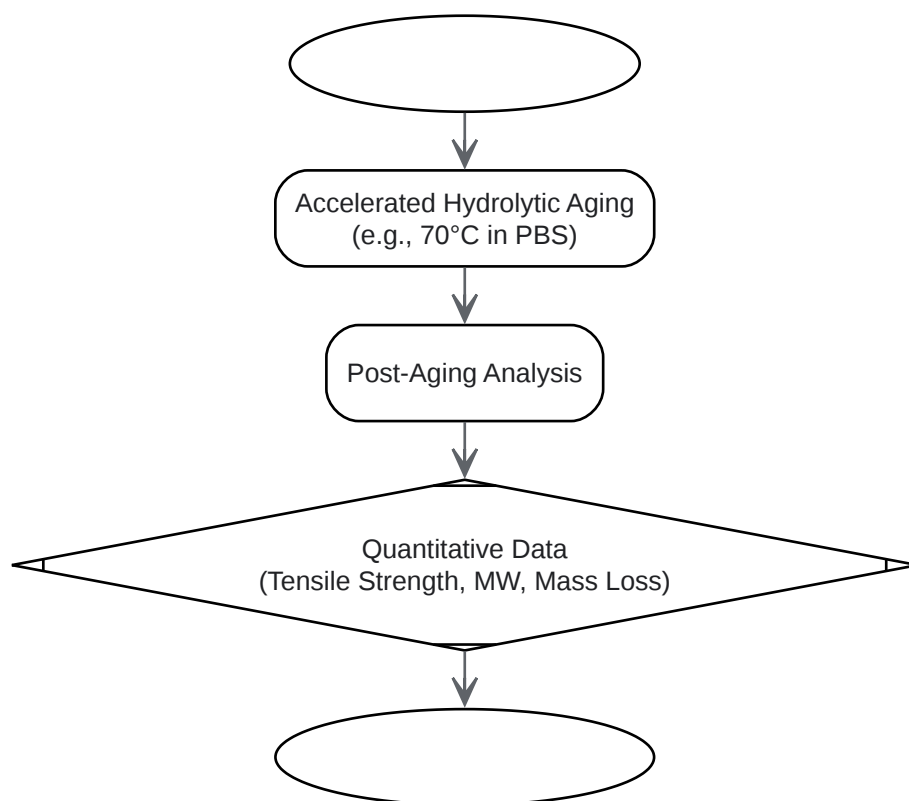 Accelerated Hydrolytic Aging
(e.g., 70°C in PBS)
Post-Aging Analysis
Quantitative Data
(Tensile Strength, MW, Mass Loss)